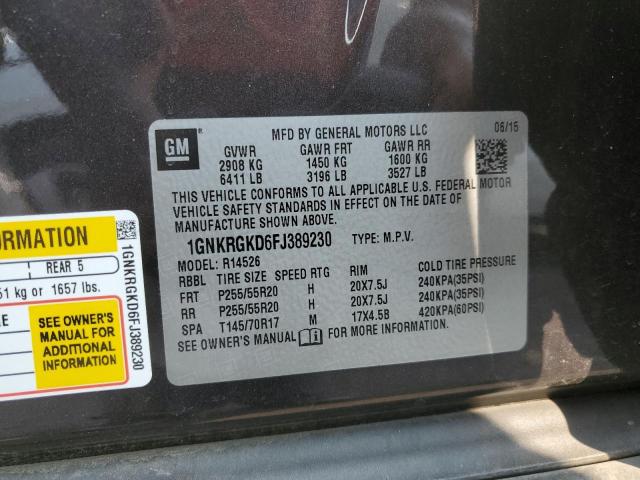 GM
MFD BY GENERAL MOTORS LLC 06/15
GVWR GAWR FRT GAWR RR
2908 KG 1450 KG 1600 KG
6411 LB 3196 LB 3527 LB
THIS VEHICLE CONFORMS TO ALL APPLICABLE U.S. FEDERAL MOTOR
VEHICLE SAFETY STANDARDS IN EFFECT ON THE DATE OF
MANUFACTURE SHOWN ABOVE.
1GNKRGKD6FJ389230 TYPE: M.P.V.
MODEL: R14526
RBBL TIRE SIZE SPEED RTG RIM COLD TIRE PRESSURE
FRT P255/55R20 H 20X7.5J 240KPA(35PSI)
RR P255/55R20 H 20X7.5J 240KPA(35PSI)
SPA T145/70R17 M 17X4.5B 420KPA(60PSI)
SEE OWNER'S MANUAL FOR MORE INFORMATION.
ORMATION
REAR 5
51 kg or 1657 lbs.
SEE OWNER'S
MANUAL FOR
ADDITIONAL
INFORMATION
1GNKRGKD6FJ389230